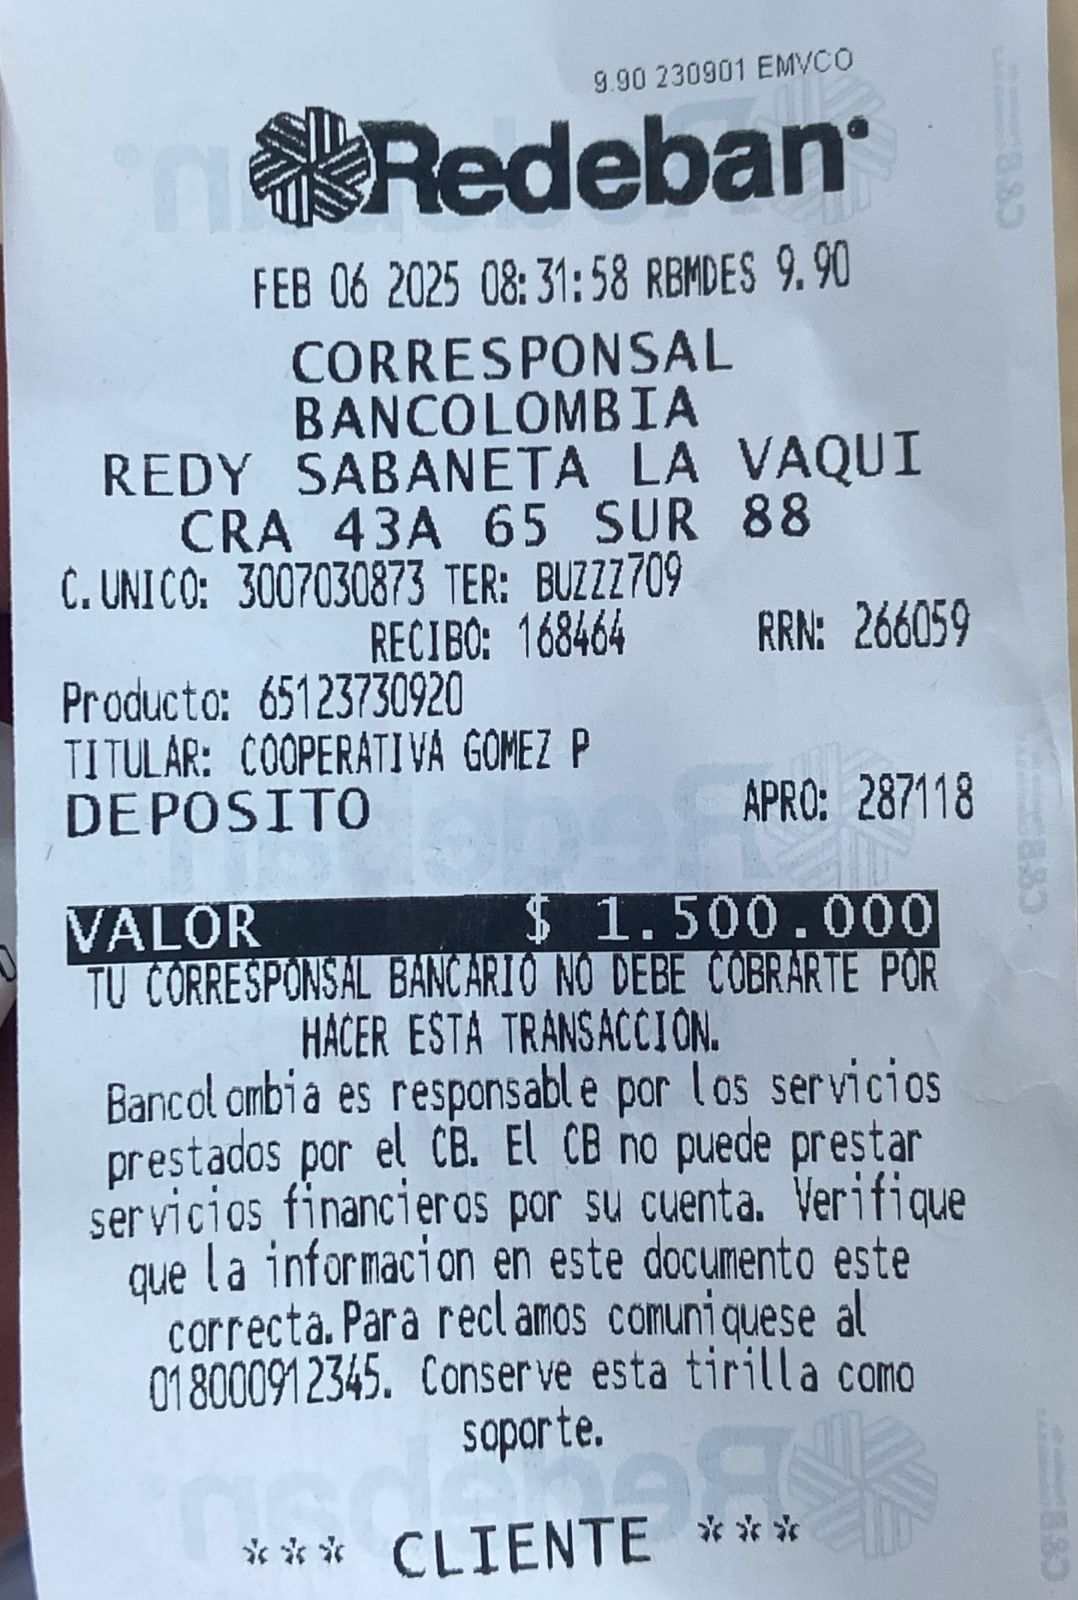 9.90 230901 EMVCO
Redeban
FEB 06 2025 08:31:58 RBMDES 9.90
CORRESPONSAL
BANCOLOMBIA
REDY SABANETA LA VAQUI
CRA 43A 65 SUR 88
C.UNICO: 3007030873 TER: BUZZZ709
RECIBO: 168464 RRN: 266059
Producto: 65123730920
TITULAR: COOPERATIVA GOMEZ P
DEPOSITO APRO: 287118
VALOR $ 1.500.000
TU CORRESPONSAL BANCARIO NO DEBE COBRARTE POR
HACER ESTA TRANSACCION.
Bancolombia es responsable por los servicios
prestados por el CB. El CB no puede prestar
servicios financieros por su cuenta. Verifique
que la informacion en este documento este
correcta.Para reclamos comuniquese al
018000912345. Conserve esta tirilla como
soporte.
*** CLIENTE ***